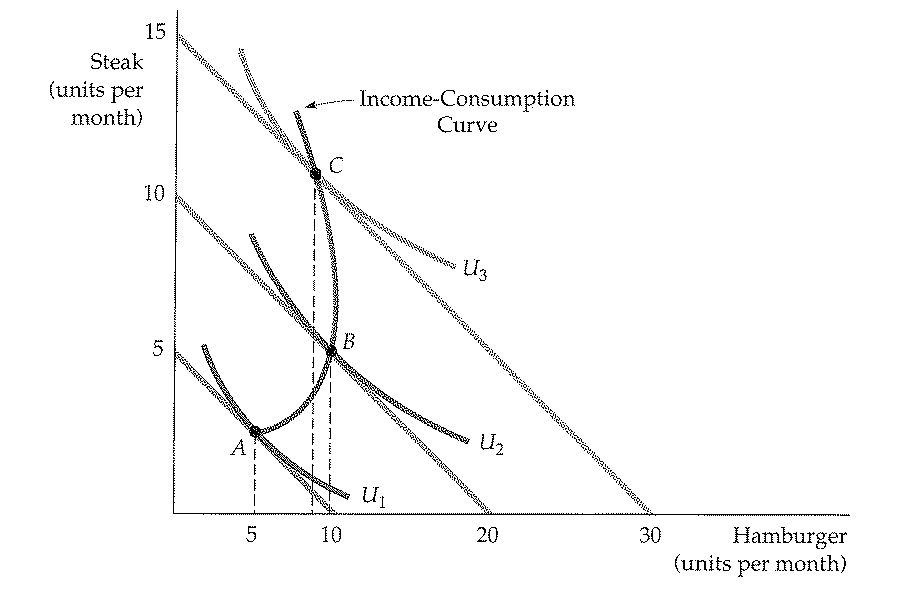 15
Steak
(units per
month)
Income-Consumption
Curve
C
10
U3
B
5
A
U2
U1
5 10 20 30 Hamburger
(units per month)